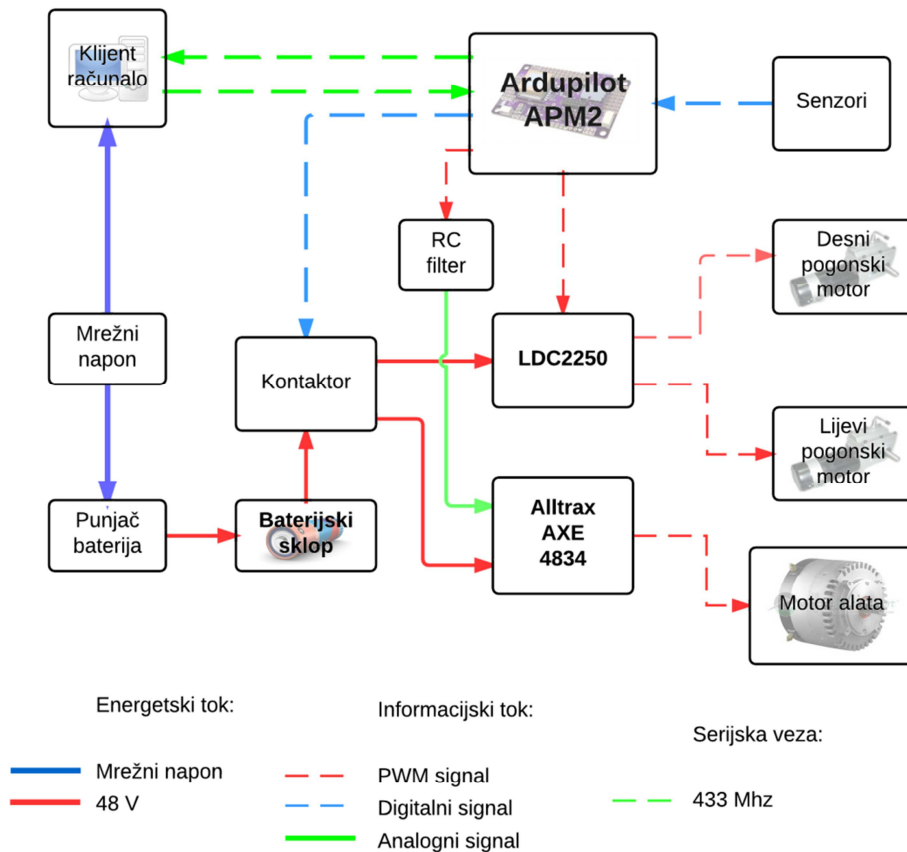 Klijent
računalo
Ardupilot
APM2
Senzori
RC
filter
Desni
pogonski
motor
Mrežni
napon
Kontaktor
LDC2250
Lijevi
pogonski
motor
Punjač
baterija
Baterijski
sklop
Alltrax
AXE
4834
Motor alata
Energetski tok:
Mrežni napon
48 V
Informacijski tok:
PWM signal
Digitalni signal
Analogni signal
Serijska veza:
433 Mhz